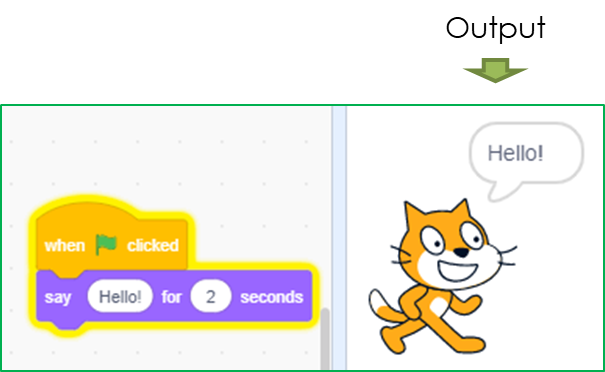 Output
Hello!
when clicked
say Hello! for 2 seconds